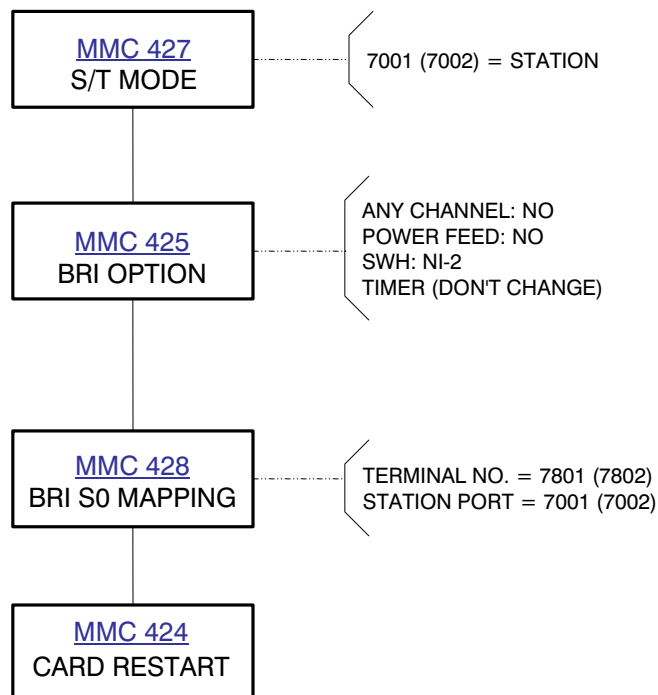 MMC 427
S/T MODE
7001 (7002) = STATION
MMC 425
BRI OPTION
ANY CHANNEL: NO
POWER FEED: NO
SWH: NI-2
TIMER (DON'T CHANGE)
MMC 428
BRI S0 MAPPING
TERMINAL NO. = 7801 (7802)
STATION PORT = 7001 (7002)
MMC 424
CARD RESTART